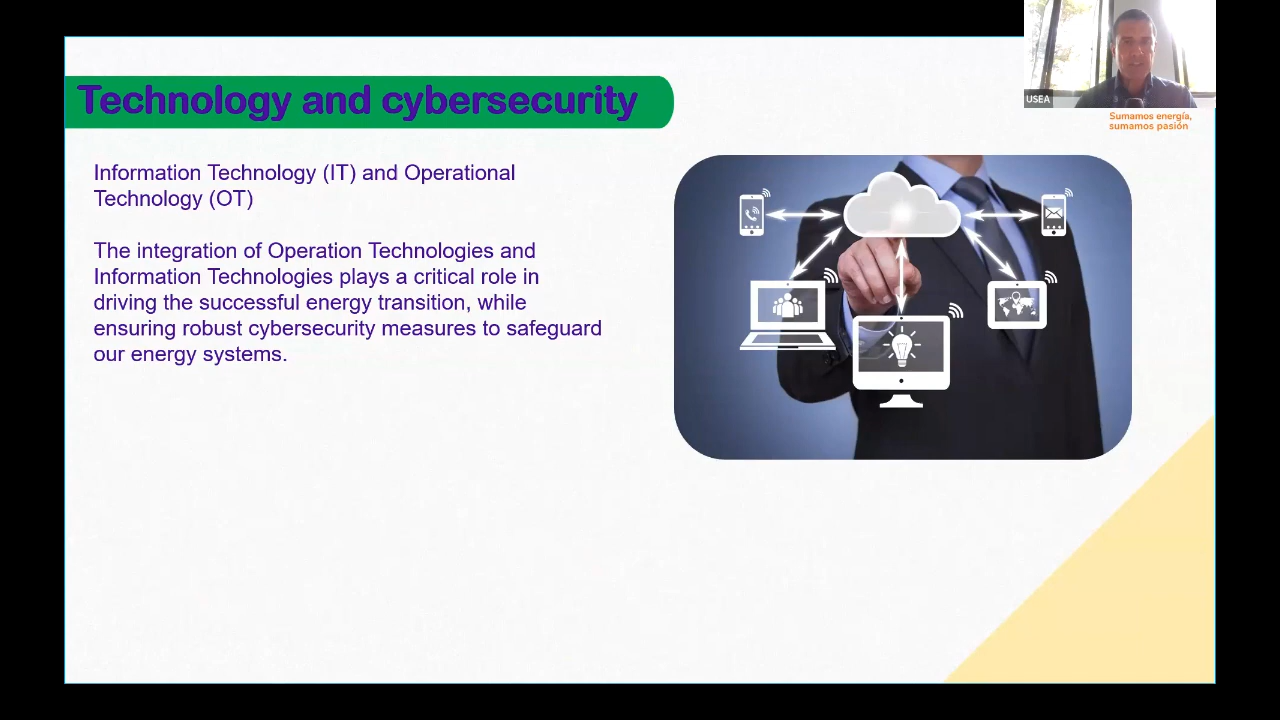 Technology and cybersecurity
USEA
Sumamos energía,
sumamos pasión
Information Technology (IT) and Operational
Technology (OT)
The integration of Operation Technologies and
Information Technologies plays a critical role in
driving the successful energy transition, while
ensuring robust cybersecurity measures to safeguard
our energy systems.